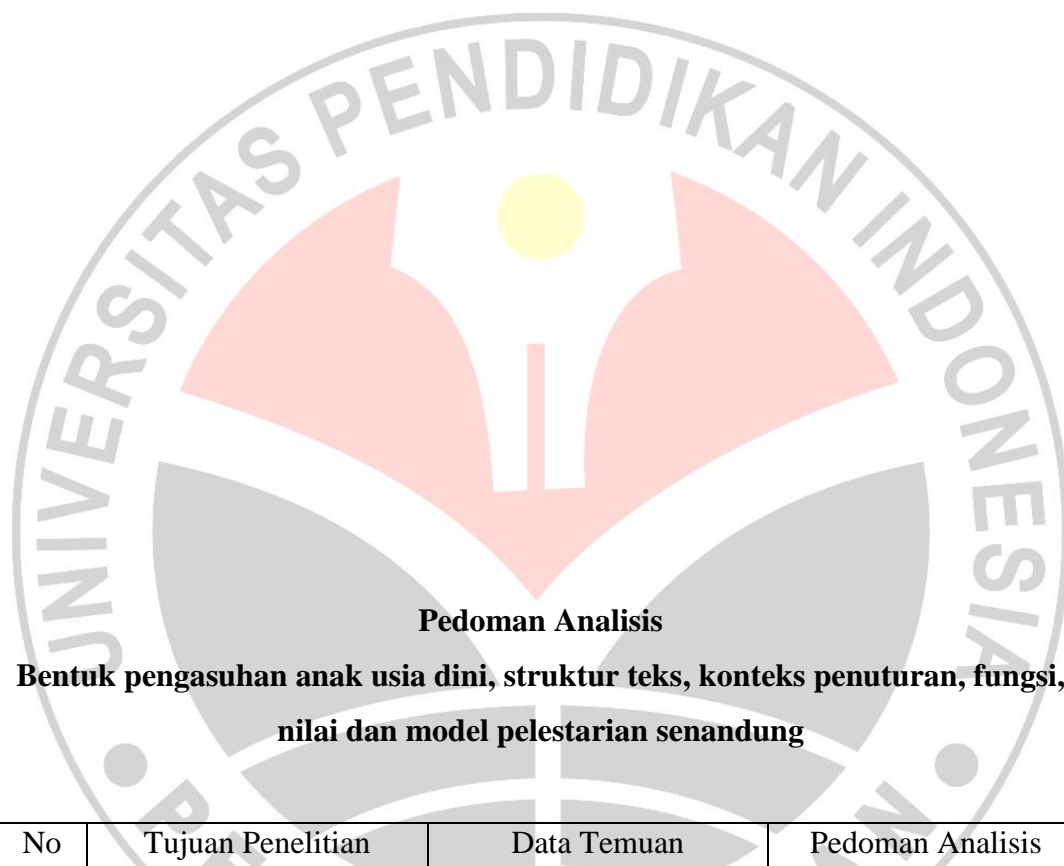 UNIVERSITAS PENDIDIKAN INDONESIA
Pedoman Analisis
Bentuk pengasuhan anak usia dini, struktur teks, konteks penuturan, fungsi,
nilai dan model pelestarian senandung
No Tujuan Penelitian Data Temuan Pedoman Analisis